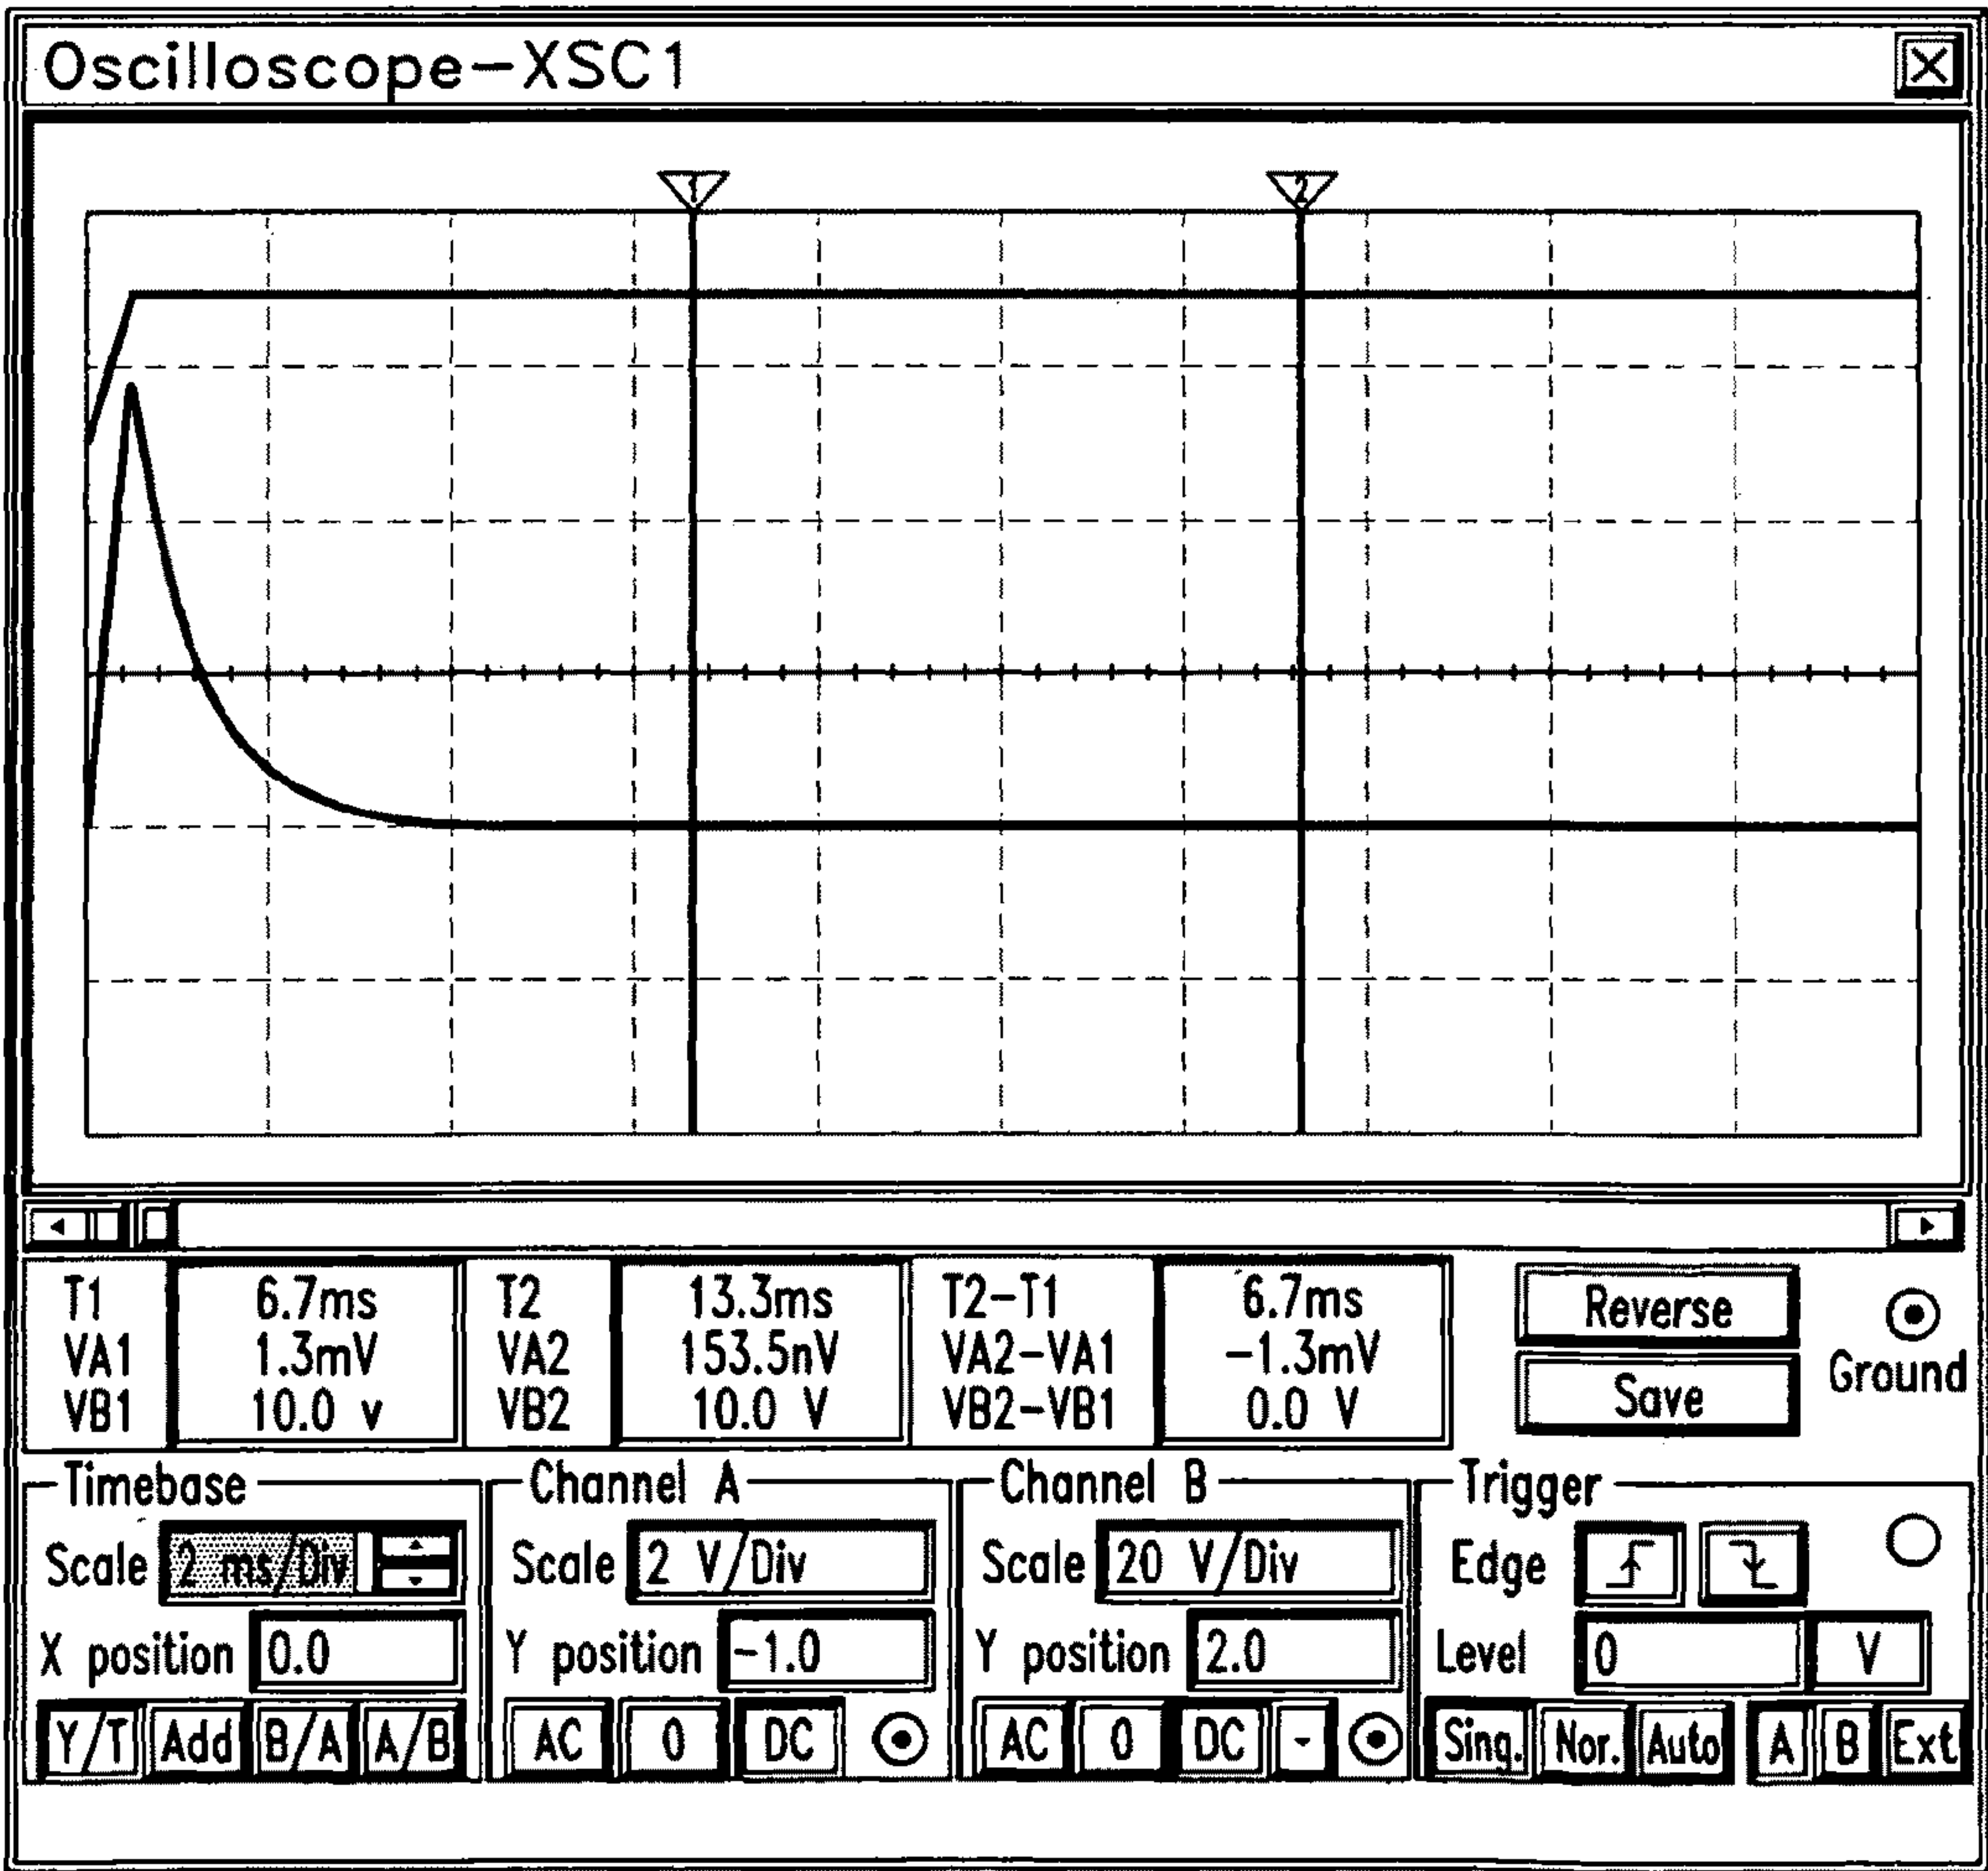 Oscilloscope-XSC1
1 2
T1 6.7ms T2 13.3ms T2-T1 6.7ms Reverse
VA1 1.3mV VA2 153.5nV VA2-VA1 -1.3mV Ground
VB1 10.0 v VB2 10.0 V VB2-VB1 0.0 V Save
Timebase Channel A Channel B Trigger
Scale 2 ms/Div Scale 2 V/Div Scale 20 V/Div Edge
X position 0.0 Y position -1.0 Y position 2.0 Level 0 V
Y/T Add B/A A/B AC 0 DC AC 0 DC - Sing. Nor. Auto A B Ext